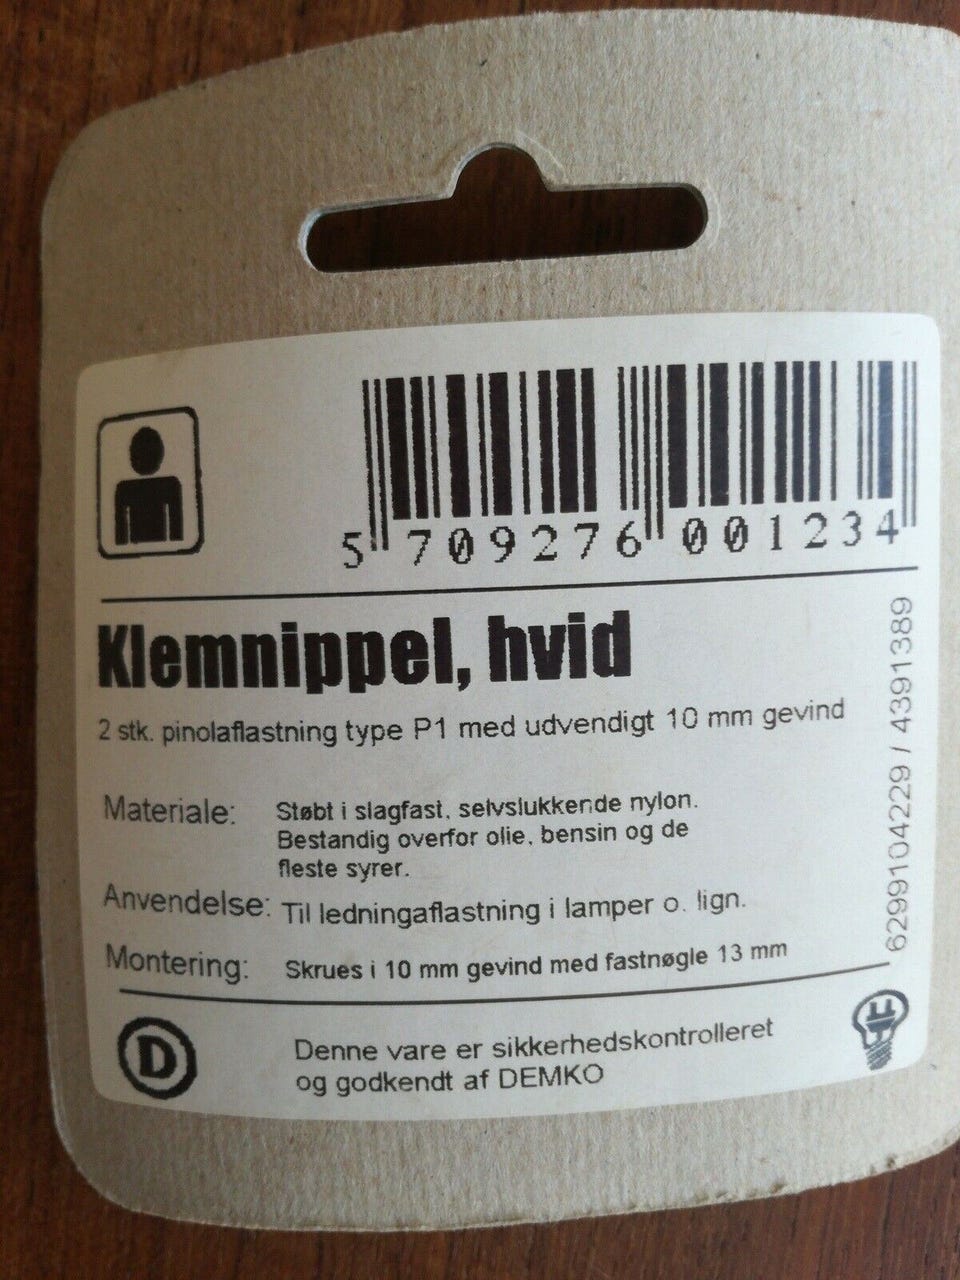 5 709276 001234
Klemnippel, hvid
2 stk. pinolaflastning type P1 med udvendigt 10 mm gevind
Materiale: Støbt i slagfast, selvslukkende nylon.
Bestandig overfor olie, bensin og de
fleste syrer.
Anvendelse: Til ledningaflastning i lamper o. lign.
Montering: Skrues i 10 mm gevind med fastnøgle 13 mm
6299104229 / 4391389
D
Denne vare er sikkerhedskontrolleret
og godkendt af DEMKO